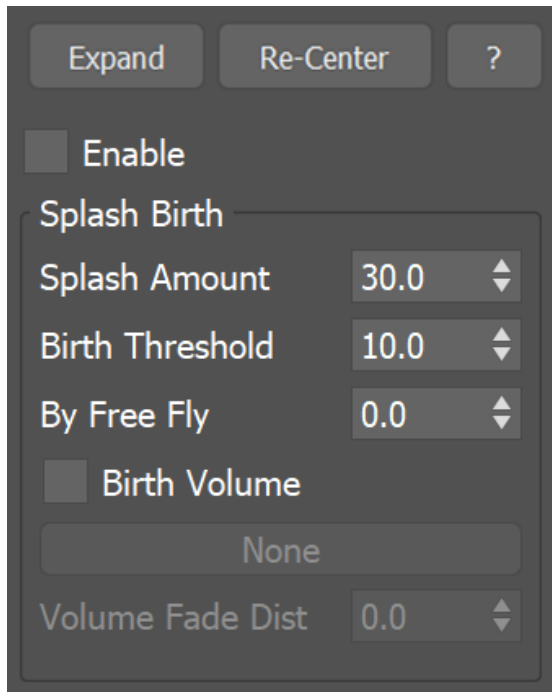 Expand Re-Center ?
Enable
Splash Birth
Splash Amount 30.0
Birth Threshold 10.0
By Free Fly 0.0
Birth Volume
None
Volume Fade Dist 0.0